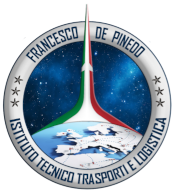 FRANCESCO DE PINEDO
ISTITUTO TECNICO TRASPORTI E LOGISTICA